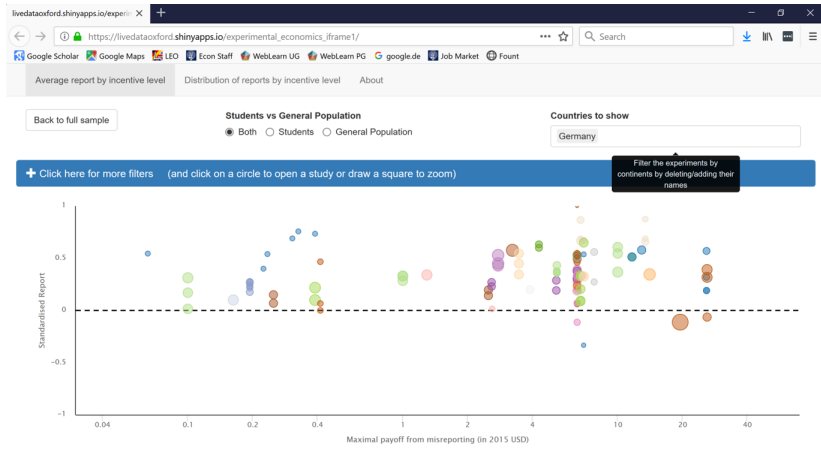 livedataoxford.shinyapps.io/experim
https://livedataoxford.shinyapps.io/experimental_economics_iframe1/
Search
Google Scholar Google Maps LEO Econ Staff WebLearn UG WebLearn PG google.de Job Market Fount
Average report by incentive level Distribution of reports by incentive level About
Back to full sample
Students vs General Population
Both Students General Population
Countries to show
Germany
Filter the experiments by
continents by deleting/adding their
names
Click here for more filters (and click on a circle to open a study or draw a square to zoom)
Standardised Report
1
0.5
0
−0.5
−1
0.04 0.1 0.2 0.4 1 2 4 10 20 40
Maximal payoff from misreporting (in 2015 USD)